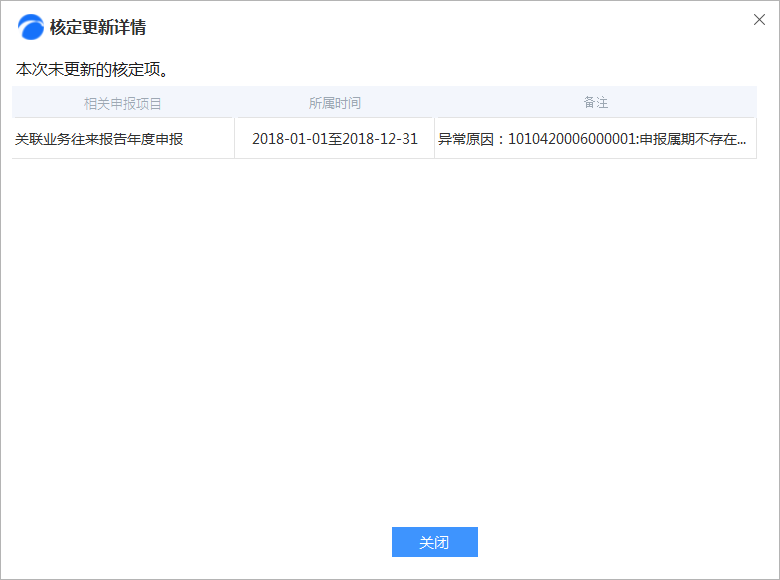 核定更新详情
本次未更新的核定项。
相关申报项目 所属时间 备注
关联业务往来报告年度申报 2018-01-01至2018-12-31 异常原因：1010420006000001:申报属期不存在...
关闭